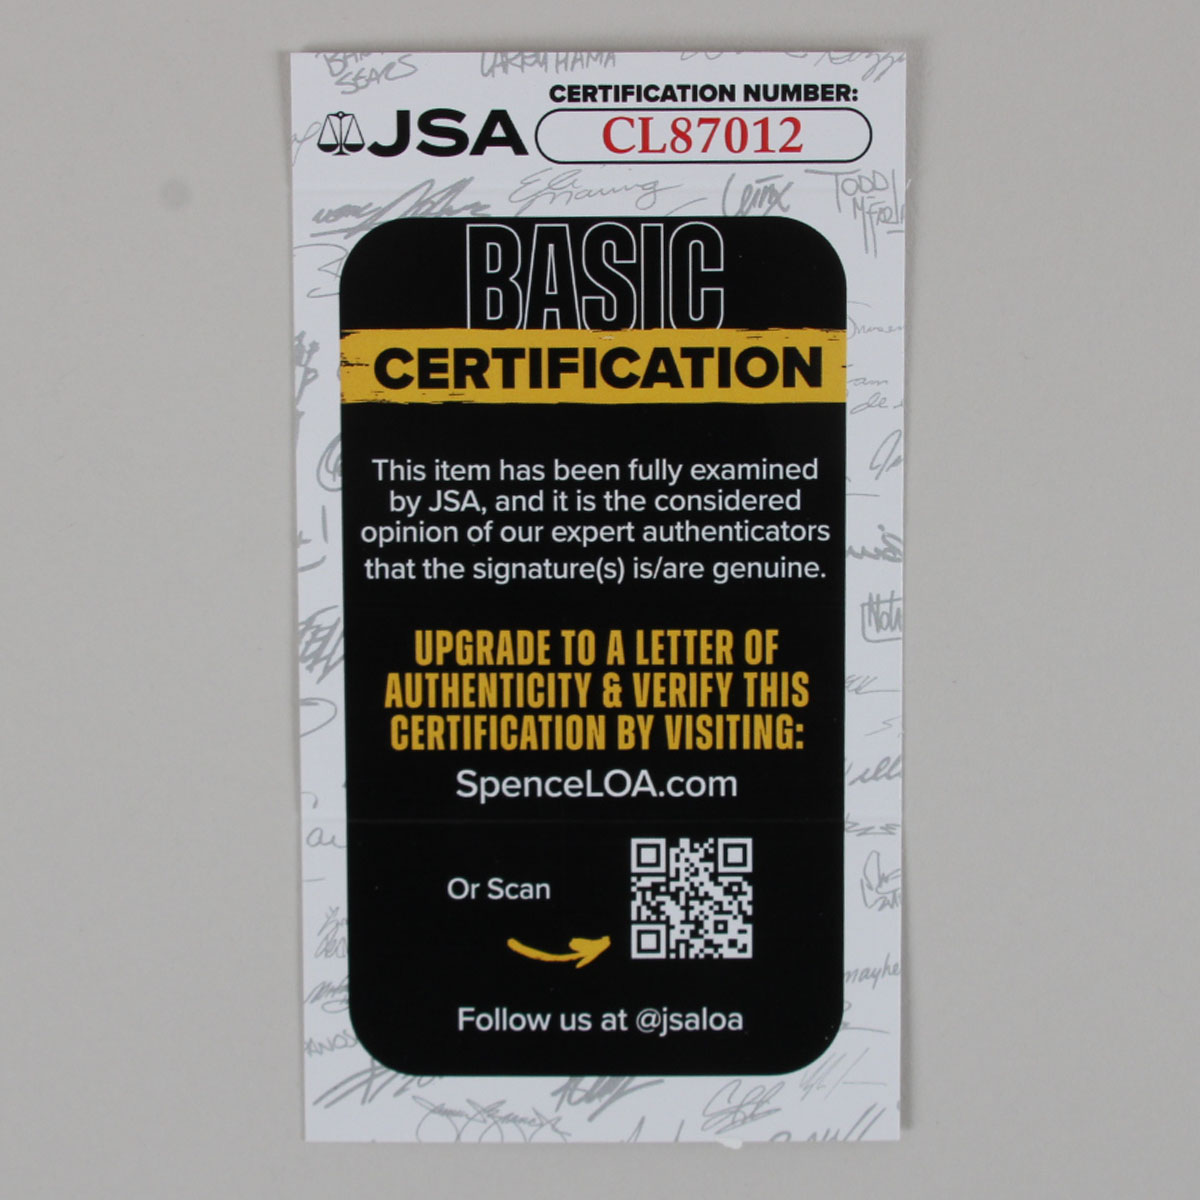 CERTIFICATION NUMBER:
JSA
CL87012
BASIC
CERTIFICATION
This item has been fully examined
by JSA, and it is the considered
opinion of our expert authenticators
that the signature(s) is/are genuine.
UPGRADE TO A LETTER OF
AUTHENTICITY & VERIFY THIS
CERTIFICATION BY VISITING:
SpenceLOA.com
Or Scan
Follow us at @jsaloa